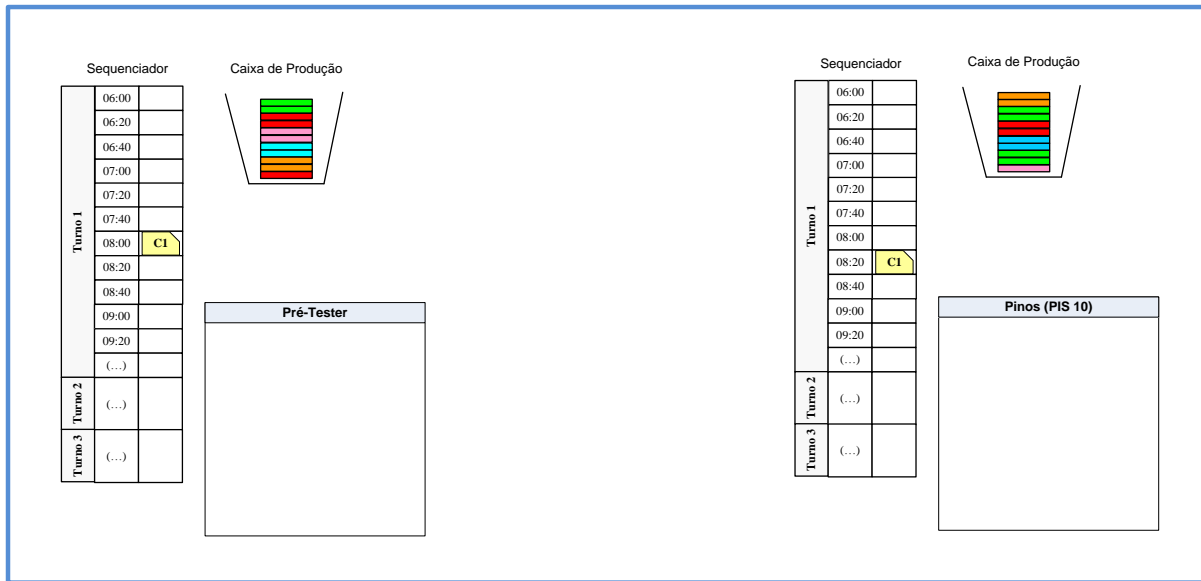 Sequenciador
Caixa de Produção
Turno 1
06:00
06:20
06:40
07:00
07:20
07:40
08:00 C1
08:20
08:40
09:00
09:20
(…)
Turno 2
(…)
Turno 3
(…)
Pré-Tester
Sequenciador
Caixa de Produção
Turno 1
06:00
06:20
06:40
07:00
07:20
07:40
08:00
08:20 C1
08:40
09:00
09:20
(…)
Turno 2
(…)
Turno 3
(…)
Pinos (PIS 10)